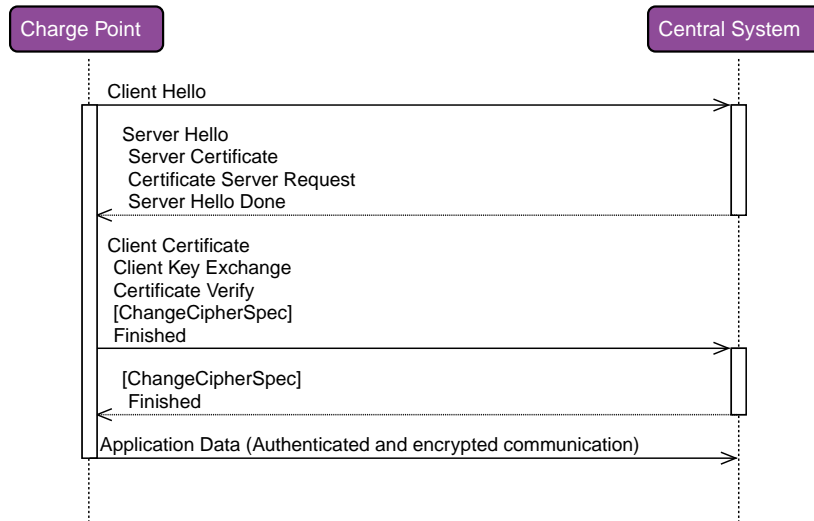 Charge Point
Central System
Client Hello
Server Hello
Server Certificate
Certificate Server Request
Server Hello Done
Client Certificate
Client Key Exchange
Certificate Verify
[ChangeCipherSpec]
Finished
[ChangeCipherSpec]
Finished
Application Data (Authenticated and encrypted communication)